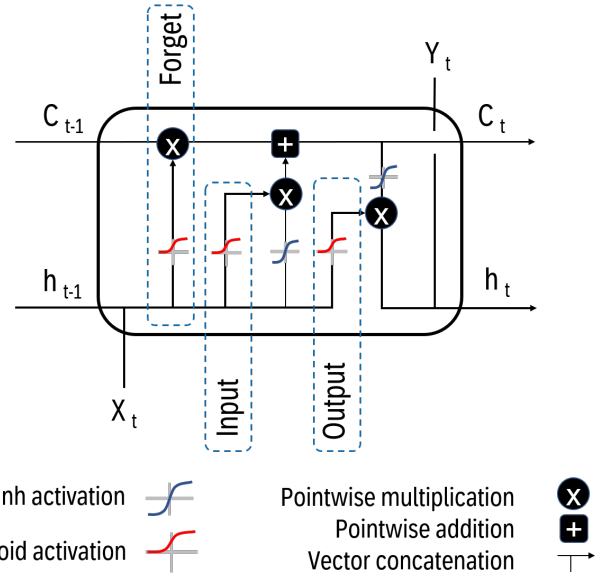 Forget
Y t
C t-1
C t
x
+
x
x
h t-1
h t
X t
Input
Output
nh activation
Pointwise multiplication
x
Pointwise addition
+
oid activation
Vector concatenation